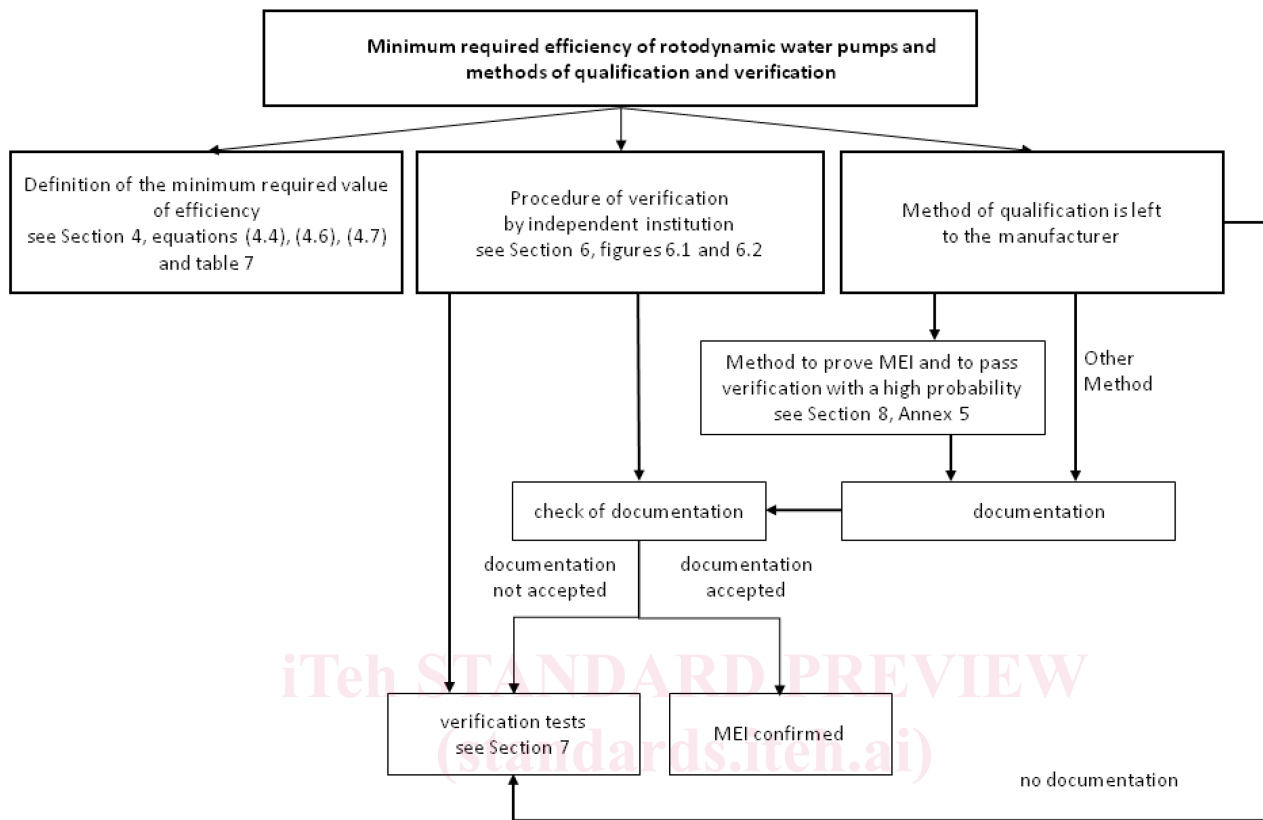 Minimum required efficiency of rotodynamic water pumps and
methods of qualification and verification
Definition of the minimum required value
of efficiency
see Section 4, equations (4.4), (4.6), (4.7)
and table 7
Procedure of verification
by independent institution
see Section 6, figures 6.1 and 6.2
Method of qualification is left
to the manufacturer
Method to prove MEI and to pass
verification with a high probability
see Section 8, Annex 5
Other
Method
check of documentation
documentation
documentation
not accepted
documentation
accepted
iTeh STANDARD PREVIEW
(standards.iteh.ai)
verification tests
see Section 7
MEI confirmed
no documentation